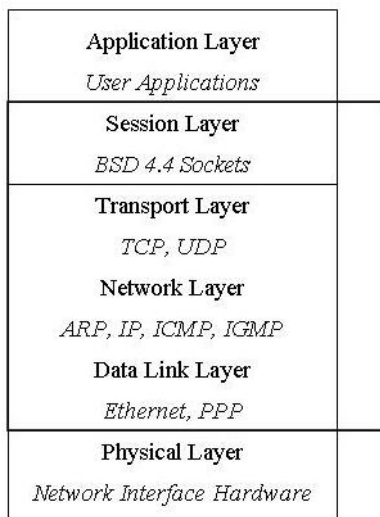 Application Layer
User Applications
Session Layer
BSD 4.4 Sockets
Transport Layer
TCP, UDP
Network Layer
ARP, IP, ICMP, IGMP
Data Link Layer
Ethernet, PPP
Physical Layer
Network Interface Hardware